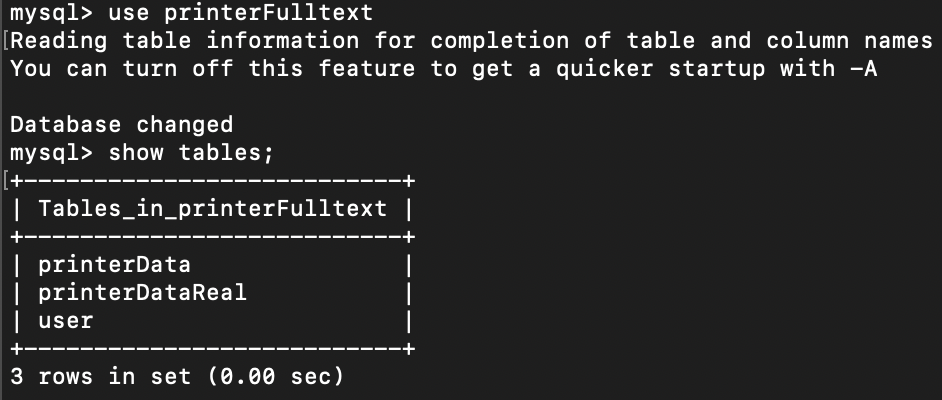 mysql> use printerFulltext
[Reading table information for completion of table and column names
You can turn off this feature to get a quicker startup with -A
Database changed
mysql> show tables;
[+---------------------------+
| Tables_in_printerFulltext |
+---------------------------+
| printerData               |
| printerDataReal           |
| user                      |
+---------------------------+
3 rows in set (0.00 sec)